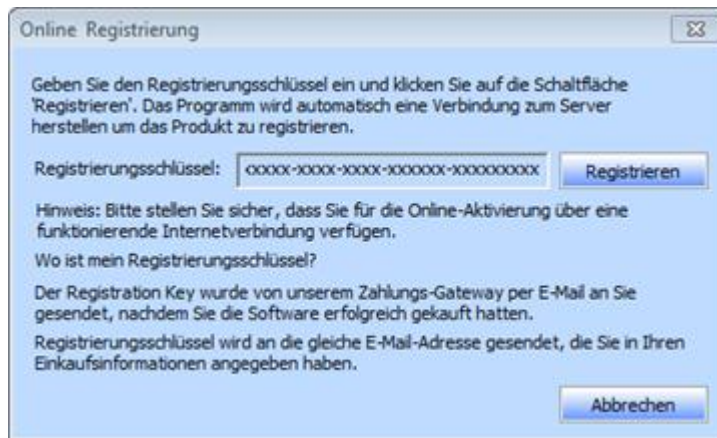 Online Registrierung
Geben Sie den Registrierungsschlüssel ein und klicken Sie auf die Schaltfläche
'Registrieren'. Das Programm wird automatisch eine Verbindung zum Server
herstellen um das Produkt zu registrieren.
Registrierungsschlüssel: xxxxx-xxxx-xxxx-xxxxxx-xxxxxxxxx Registrieren
Hinweis: Bitte stellen Sie sicher, dass Sie für die Online-Aktivierung über eine
funktionierende Internetverbindung verfügen.
Wo ist mein Registrierungsschlüssel?
Der Registration Key wurde von unserem Zahlungs-Gateway per E-Mail an Sie
gesendet, nachdem Sie die Software erfolgreich gekauft hatten.
Registrierungsschlüssel wird an die gleiche E-Mail-Adresse gesendet, die Sie in Ihren
Einkaufsinformationen angegeben haben.
Abbrechen